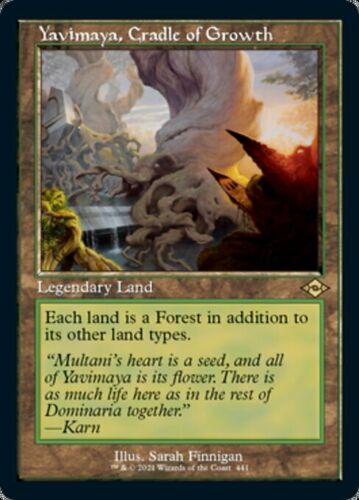 Yavimaya, Cradle of Growth
Legendary Land
Each land is a Forest in addition to
its other land types.
“Multani's heart is a seed, and all
of Yavimaya is its flower. There is
as much life here as in the rest of
Dominaria together.”
—Karn
Illus. Sarah Finnigan
™ & © 2021 Wizards of the Coast 441